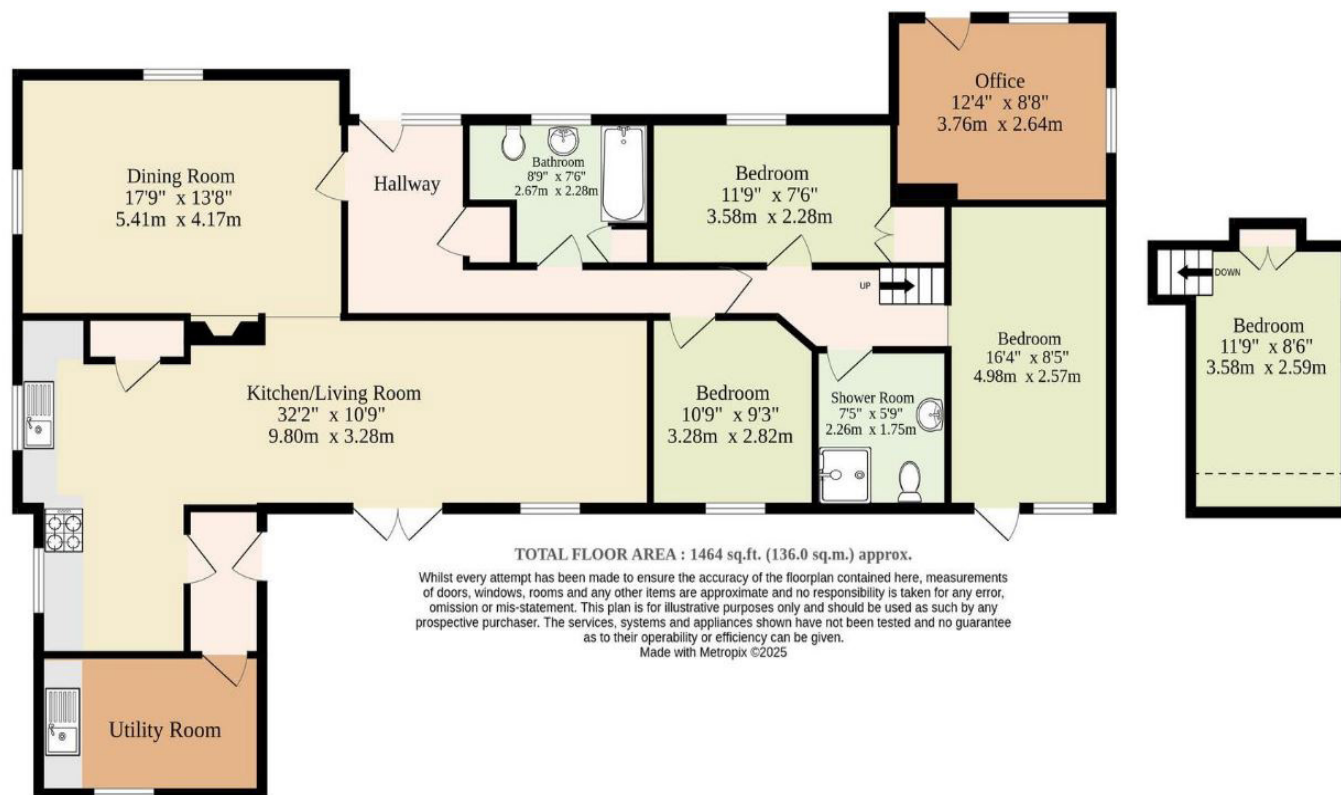 Office
12'4" x 8'8"
3.76m x 2.64m
Dining Room
17'9" x 13'8"
5.41m x 4.17m
Hallway
Bathroom
8'9" x 7'6"
2.67m x 2.28m
Bedroom
11'9" x 7'6"
3.58m x 2.28m
UP
DOWN
Bedroom
11'9" x 8'6"
3.58m x 2.59m
Bedroom
16'4" x 8'5"
4.98m x 2.57m
Kitchen/Living Room
32'2" x 10'9"
9.80m x 3.28m
Bedroom
10'9" x 9'3"
3.28m x 2.82m
Shower Room
7'5" x 5'9"
2.26m x 1.75m
Utility Room
TOTAL FLOOR AREA : 1464 sq.ft. (136.0 sq.m.) approx.
Whilst every attempt has been made to ensure the accuracy of the floorplan contained here, measurements
of doors, windows, rooms and any other items are approximate and no responsibility is taken for any error,
omission or mis-statement. This plan is for illustrative purposes only and should be used as such by any
prospective purchaser. The services, systems and appliances shown have not been tested and no guarantee
as to their operability or efficiency can be given.
Made with Metropix ©2025